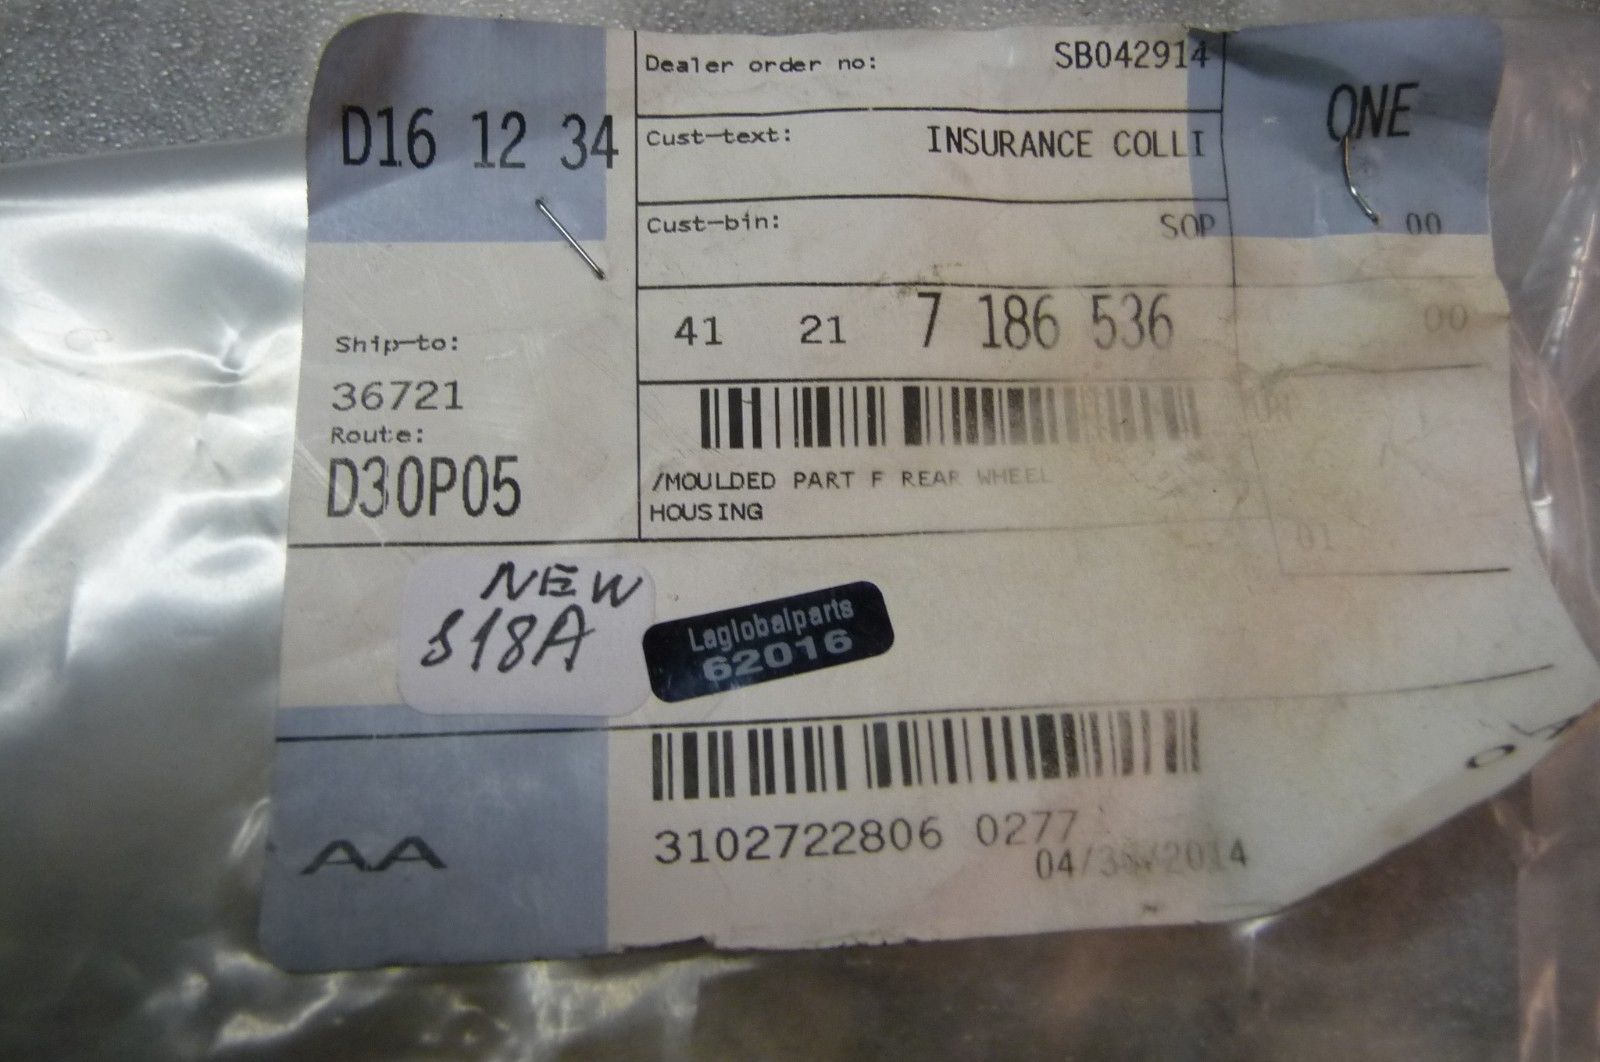 D16 12 34
Dealer order no: SB042914
Cust-text: INSURANCE COLLI
Cust-bin: SOP
ONE
00
41 21 7 186 536
00
Ship-to:
36721
Route:
D30P05
/MOULDED PART F REAR WHEEL
HOUSING
01
NEW
S18A
Laglobalparts
62016
AA
3102722806 0277